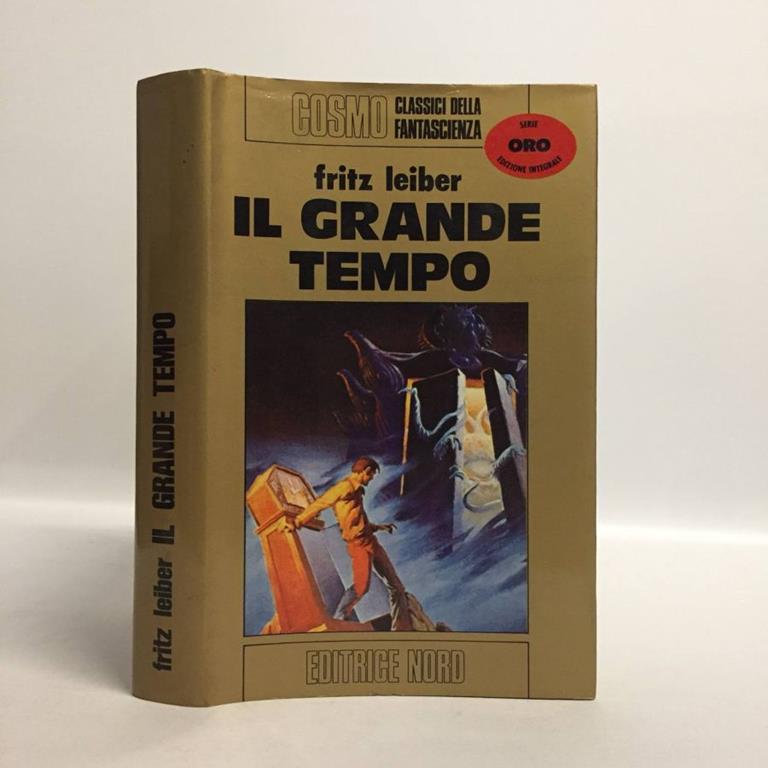 COSMO CLASSICI DELLA
FANTASCIENZA
SERIE
ORO
EDIZIONE INTEGRALE
fritz leiber
IL GRANDE
TEMPO
EDITRICE NORD
fritz leiber IL GRANDE TEMPO